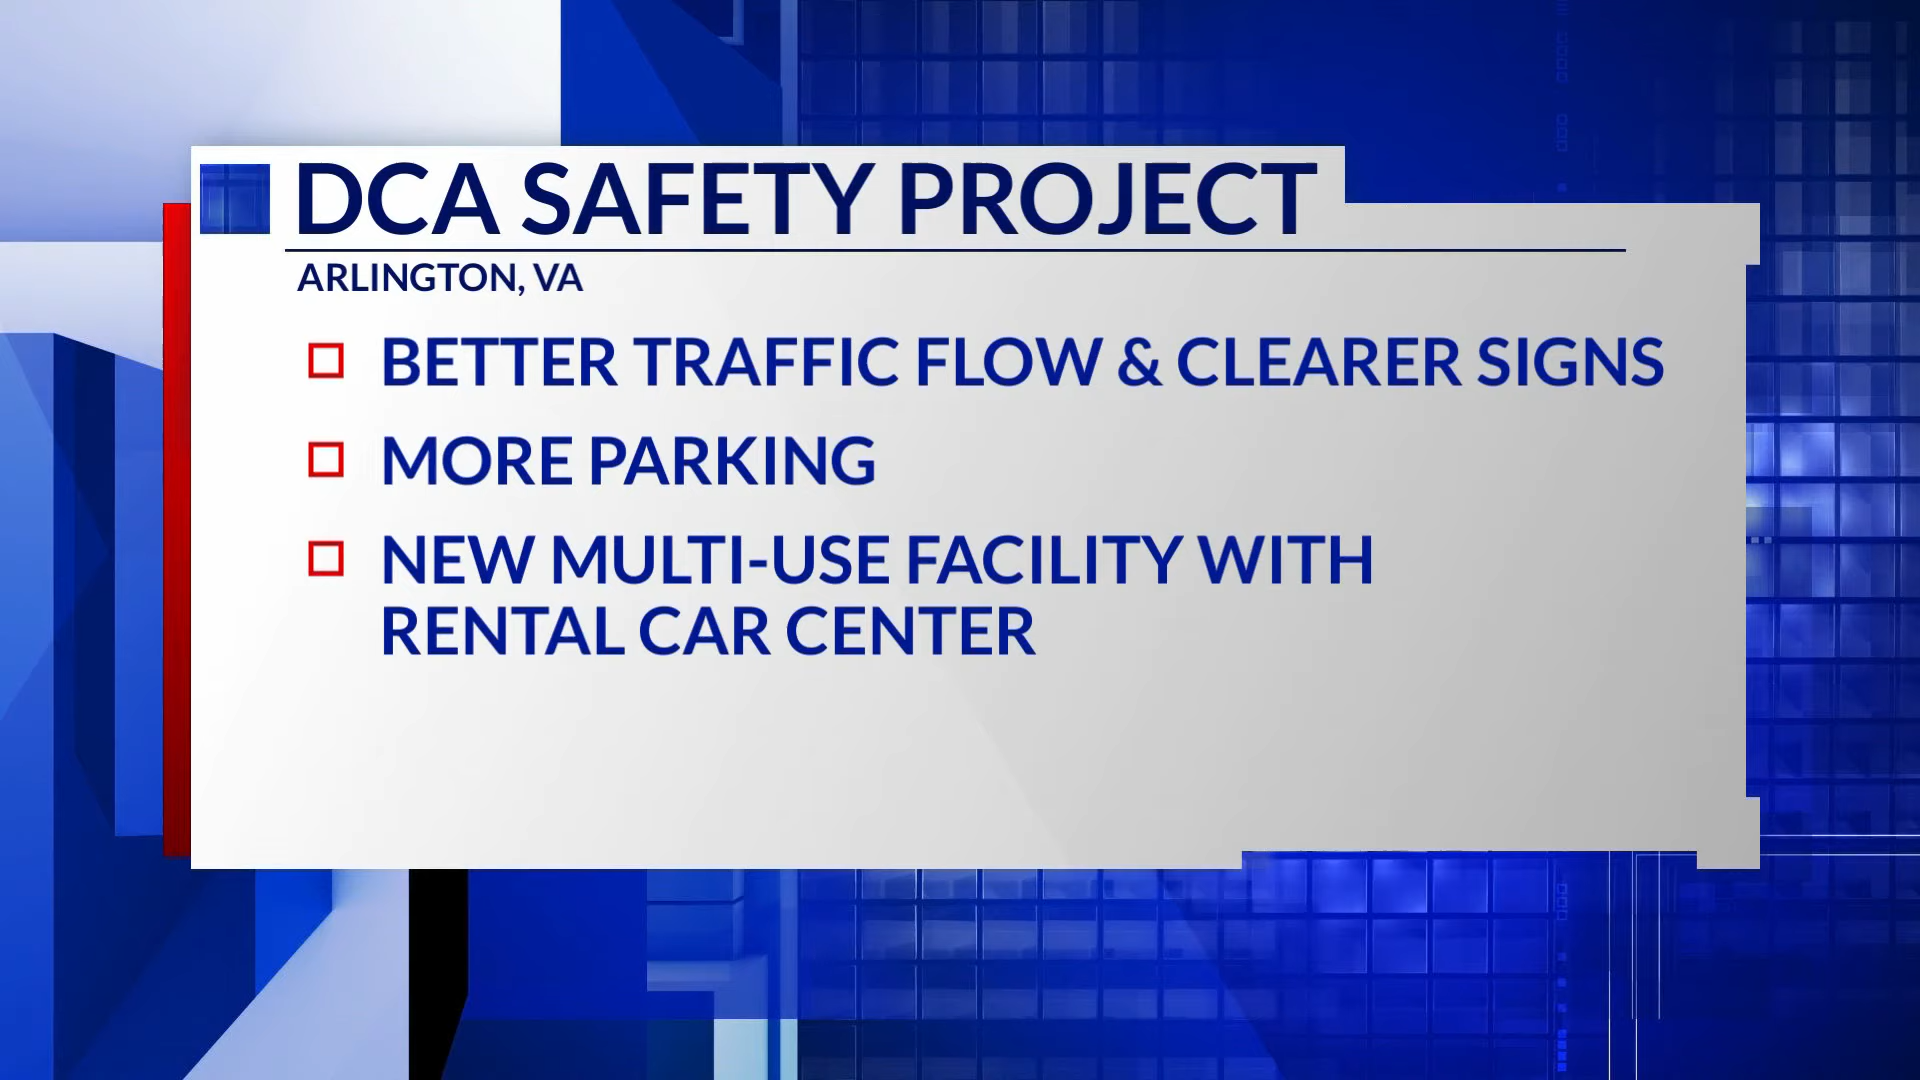 DCA SAFETY PROJECT
ARLINGTON, VA
BETTER TRAFFIC FLOW & CLEARER SIGNS
MORE PARKING
NEW MULTI-USE FACILITY WITH
RENTAL CAR CENTER